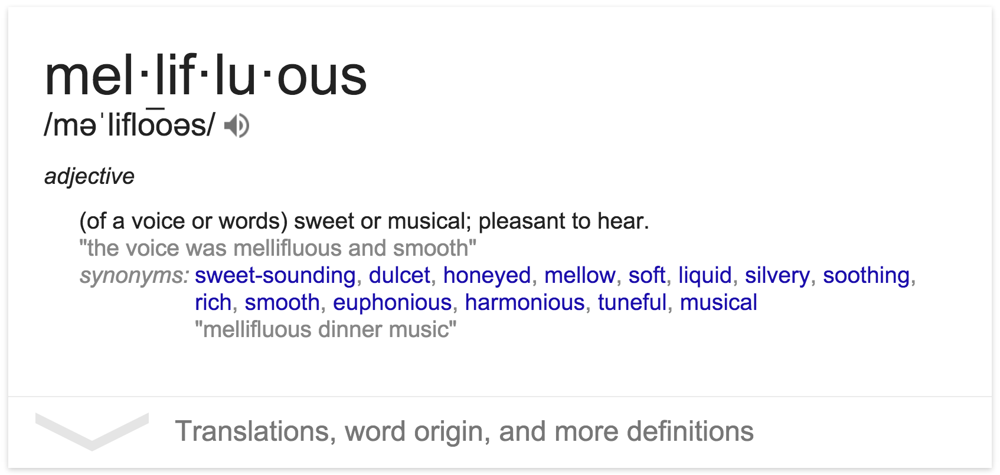 mel·lif·lu·ous
/məˈliflo͞oəs/
adjective
(of a voice or words) sweet or musical; pleasant to hear.
"the voice was mellifluous and smooth"
synonyms: sweet-sounding, dulcet, honeyed, mellow, soft, liquid, silvery, soothing,
rich, smooth, euphonious, harmonious, tuneful, musical
"mellifluous dinner music"
Translations, word origin, and more definitions